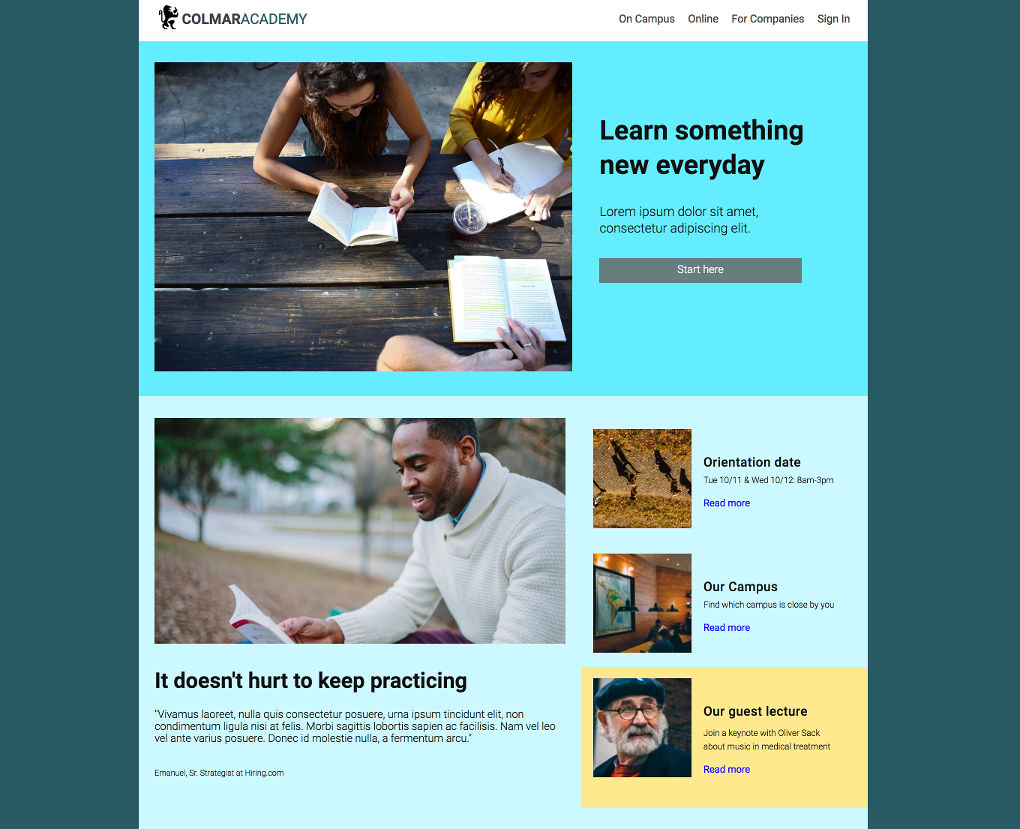 COLMARACADEMY
On Campus Online For Companies Sign In
Learn something
new everyday
Lorem ipsum dolor sit amet,
consectetur adipiscing elit.
Start here
Orientation date
Tue 10/11 & Wed 10/12: 8am-3pm
Read more
Our Campus
Find which campus is close by you
Read more
It doesn't hurt to keep practicing
"Vivamus laoreet, nulla quis consectetur posuere, urna ipsum tincidunt elit, non
condimentum ligula nisi at felis. Morbi sagittis lobortis sapien ac facilisis. Nam vel leo
vel ante varius posuere. Donec id molestie nulla, a fermentum arcu."
Emanuel, Sr. Strategist at Hiring.com
Our guest lecture
Join a keynote with Oliver Sack
about music in medical treatment
Read more